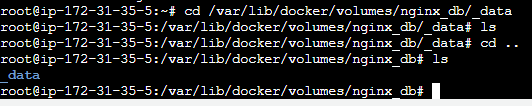 root@ip-172-31-35-5:~# cd /var/lib/docker/volumes/nginx_db/_data
root@ip-172-31-35-5:/var/lib/docker/volumes/nginx_db/_data# ls
root@ip-172-31-35-5:/var/lib/docker/volumes/nginx_db/_data# cd ..
root@ip-172-31-35-5:/var/lib/docker/volumes/nginx_db# ls
_data
root@ip-172-31-35-5:/var/lib/docker/volumes/nginx_db#